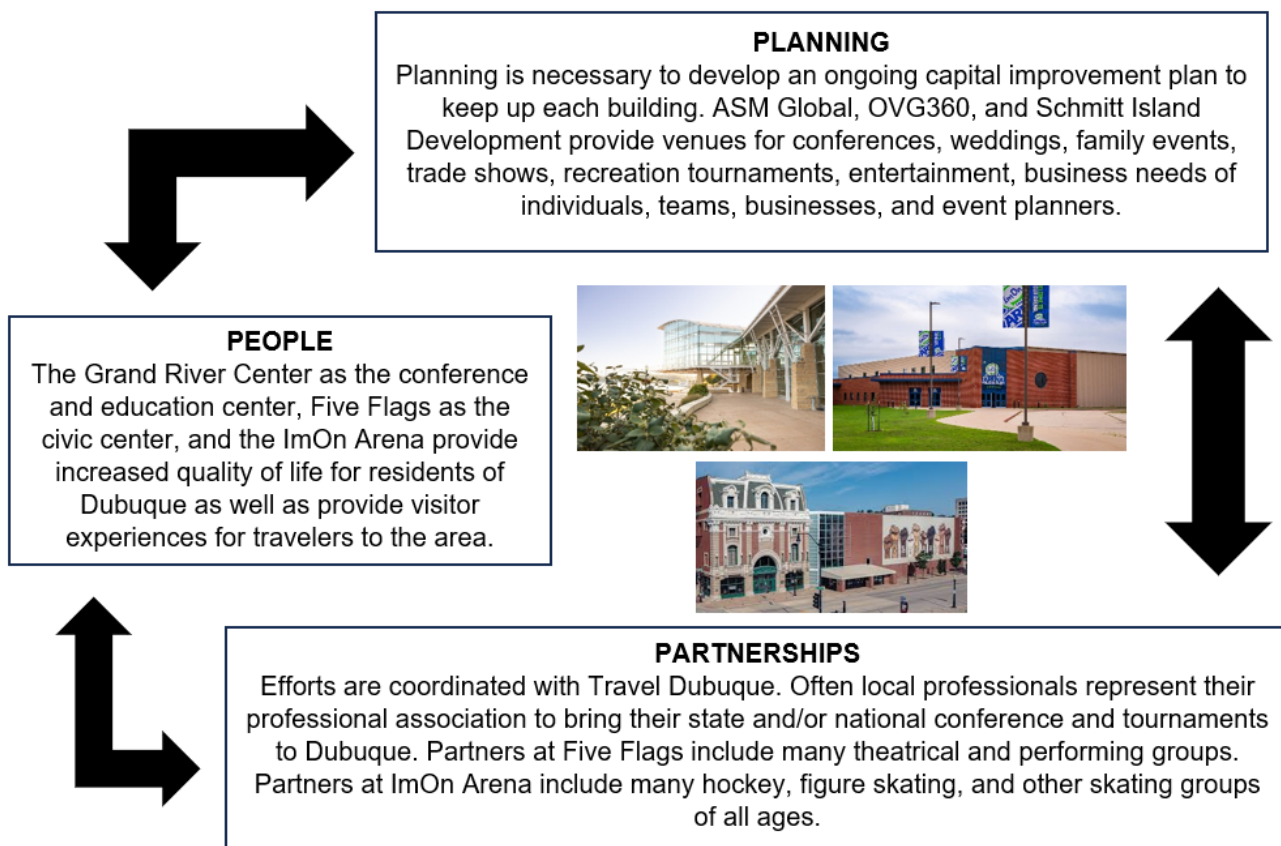 PLANNING
Planning is necessary to develop an ongoing capital improvement plan to
keep up each building. ASM Global, OVG360, and Schmitt Island
Development provide venues for conferences, weddings, family events,
trade shows, recreation tournaments, entertainment, business needs of
individuals, teams, businesses, and event planners.
PEOPLE
The Grand River Center as the conference
and education center, Five Flags as the
civic center, and the ImOn Arena provide
increased quality of life for residents of
Dubuque as well as provide visitor
experiences for travelers to the area.
PARTNERSHIPS
Efforts are coordinated with Travel Dubuque. Often local professionals represent their
professional association to bring their state and/or national conference and tournaments
to Dubuque. Partners at Five Flags include many theatrical and performing groups.
Partners at ImOn Arena include many hockey, figure skating, and other skating groups
of all ages.